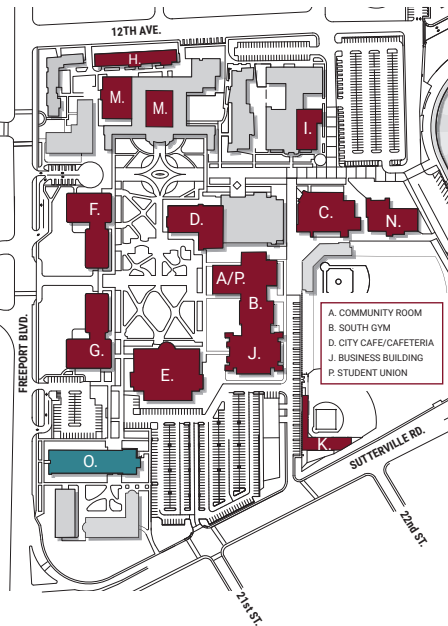 12TH AVE.
H.
M.
M.
I.
F.
D.
C.
N.
A/P.
B.
FREEPORT BLVD.
A. COMMUNITY ROOM
B. SOUTH GYM
D. CITY CAFE/CAFETERIA
J. BUSINESS BUILDING
P. STUDENT UNION
G.
E.
J.
K.
SUTTERVILLE RD.
O.
22nd ST.
21st ST.